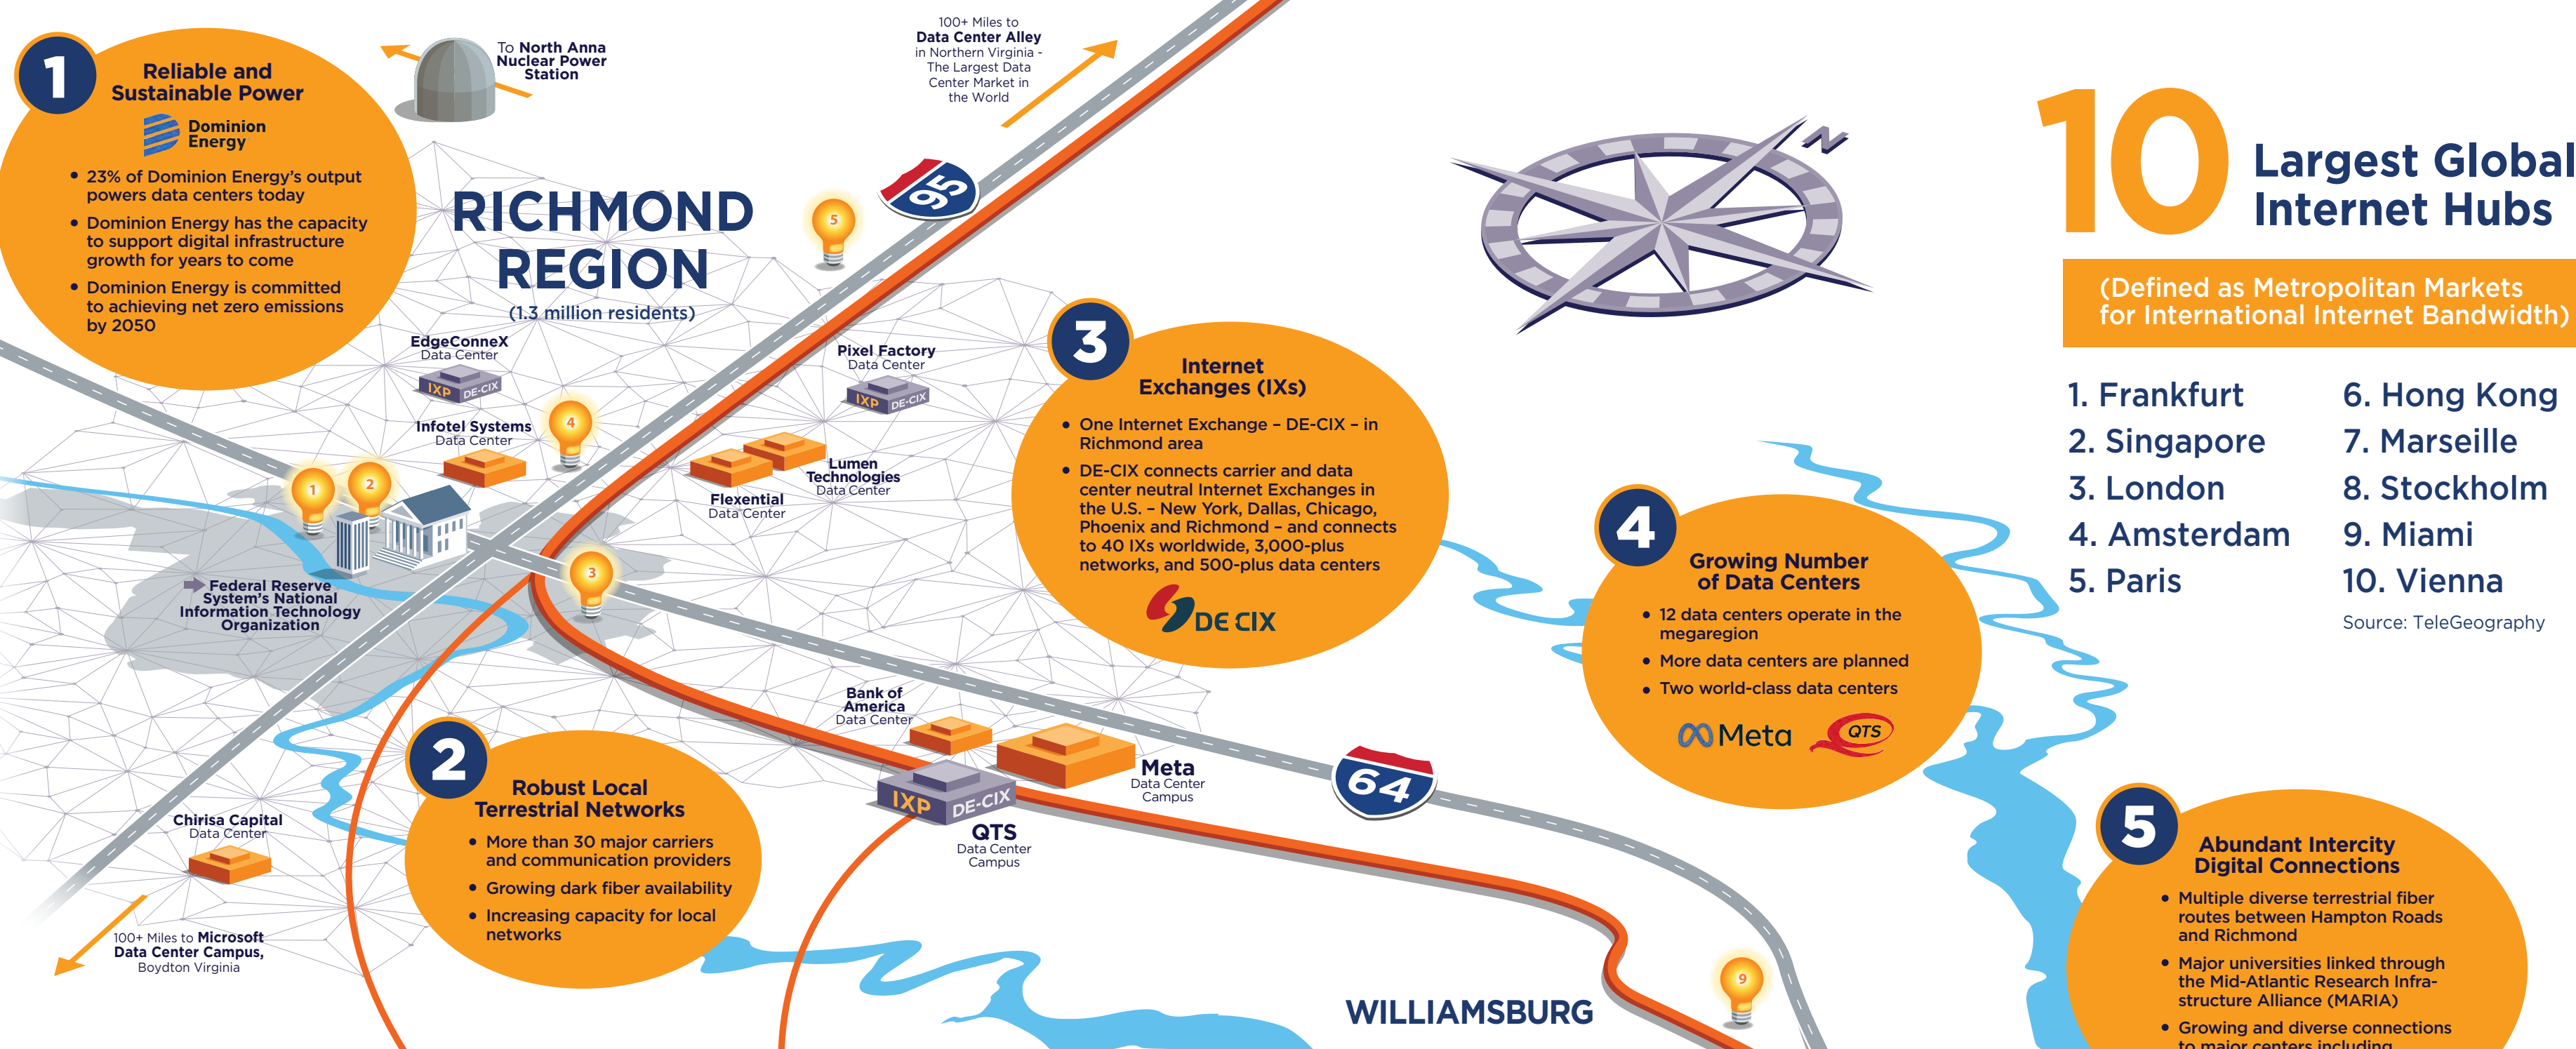 1
Reliable and
Sustainable Power
Dominion
Energy
• 23% of Dominion Energy's output
powers data centers today
• Dominion Energy has the capacity
to support digital infrastructure
growth for years to come
• Dominion Energy is committed
to achieving net zero emissions
by 2050
To North Anna
Nuclear Power
Station
100+ Miles to
Data Center Alley
in Northern Virginia -
The Largest Data
Center Market in
the World
RICHMOND
REGION
(1.3 million residents)
5
95
N
EdgeConneX
Data Center
IXP DE-CIX
Pixel Factory
Data Center
IXP DE-CIX
Infotel Systems
Data Center
4
Lumen
Technologies
Data Center
Flexential
Data Center
1
2
3
Federal Reserve
System's National
Information Technology
Organization
3
Internet
Exchanges (IXs)
• One Internet Exchange – DE-CIX – in
Richmond area
• DE-CIX connects carrier and data
center neutral Internet Exchanges in
the U.S. – New York, Dallas, Chicago,
Phoenix and Richmond – and connects
to 40 IXs worldwide, 3,000-plus
networks, and 500-plus data centers
DE CIX
Bank of
America
Data Center
Meta
Data Center
Campus
IXP DE-CIX
QTS
Data Center
Campus
64
Chirisa Capital
Data Center
100+ Miles to Microsoft
Data Center Campus,
Boydton Virginia
2
Robust Local
Terrestrial Networks
• More than 30 major carriers
and communication providers
• Growing dark fiber availability
• Increasing capacity for local
networks
WILLIAMSBURG
9
4
Growing Number
of Data Centers
• 12 data centers operate in the
megaregion
• More data centers are planned
• Two world-class data centers
Meta
QTS
10 Largest Global
Internet Hubs
(Defined as Metropolitan Markets
for International Internet Bandwidth)
1. Frankfurt
2. Singapore
3. London
4. Amsterdam
5. Paris
6. Hong Kong
7. Marseille
8. Stockholm
9. Miami
10. Vienna
Source: TeleGeography
5
Abundant Intercity
Digital Connections
• Multiple diverse terrestrial fiber
routes between Hampton Roads
and Richmond
• Major universities linked through
the Mid-Atlantic Research Infra-
structure Alliance (MARIA)
• Growing and diverse connections
to major centers including